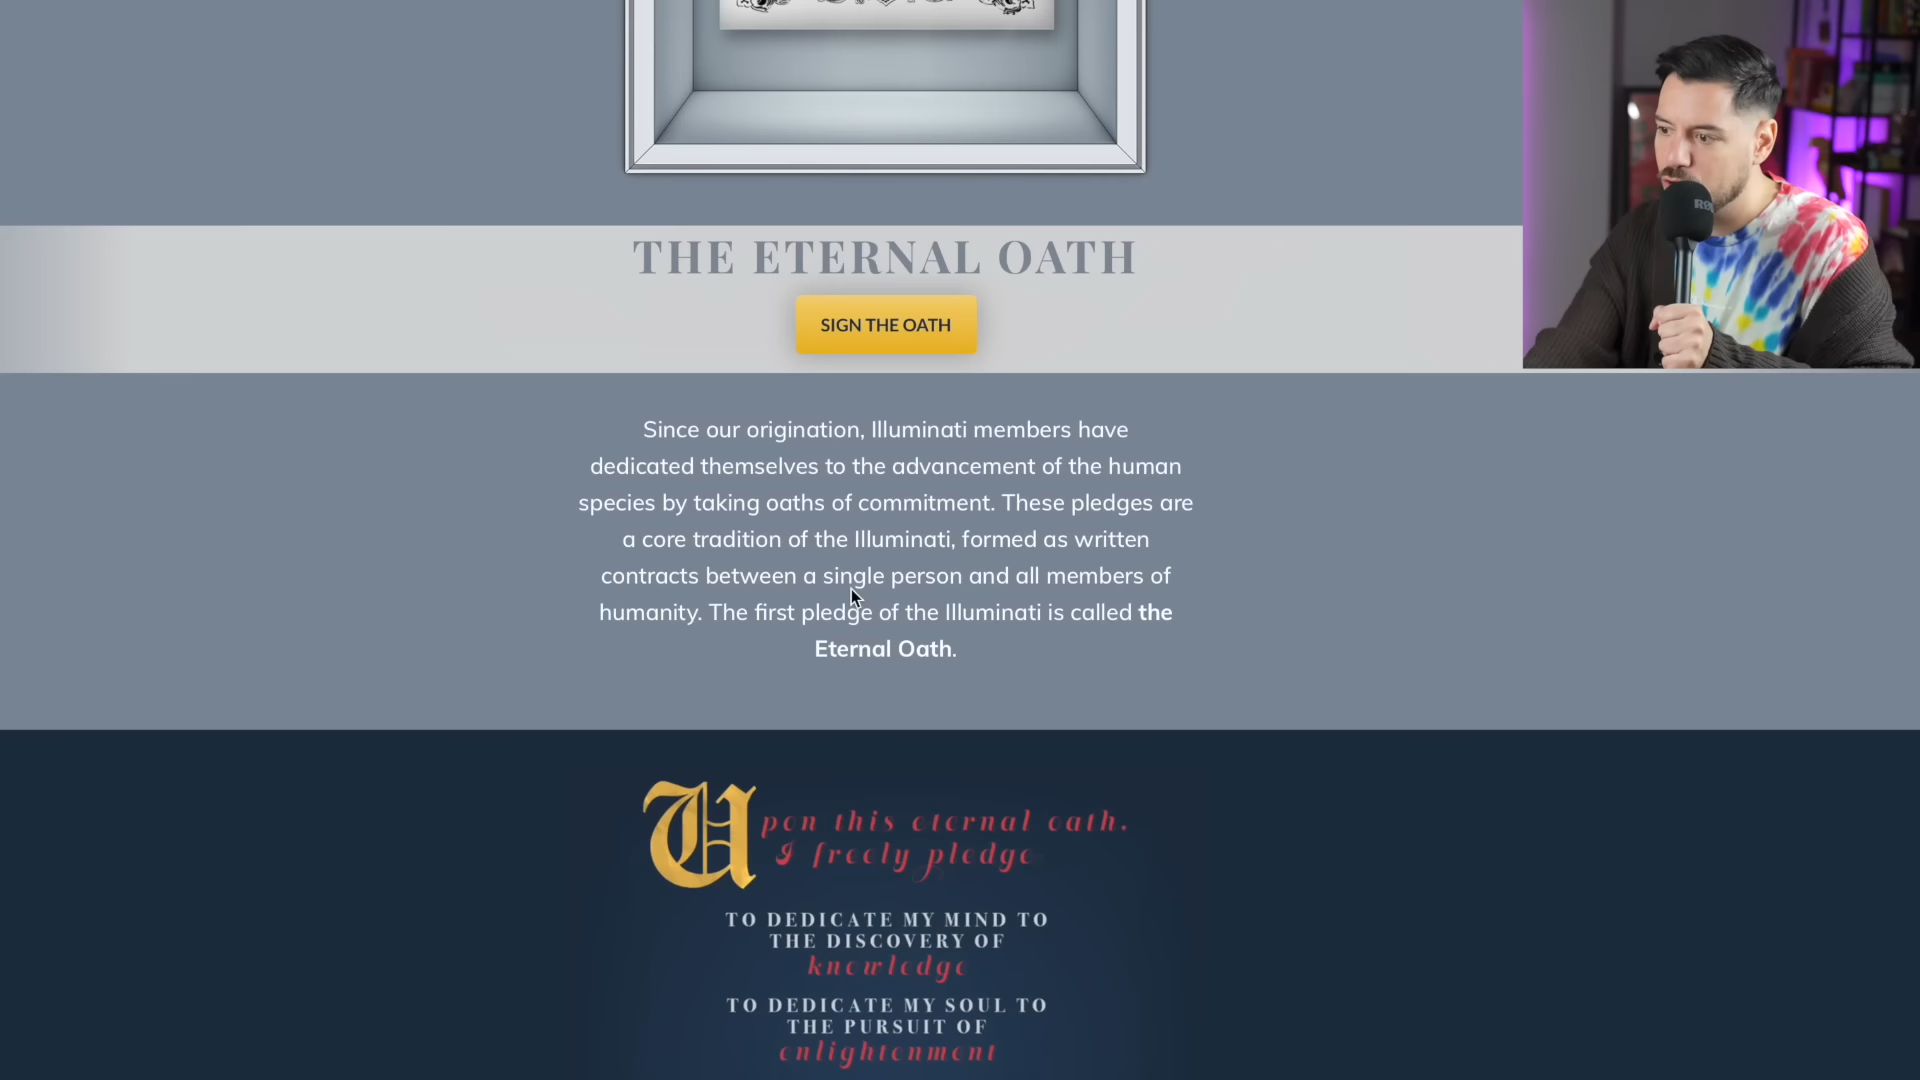 THE ETERNAL OATH
SIGN THE OATH
Since our origination, Illuminati members have
dedicated themselves to the advancement of the human
species by taking oaths of commitment. These pledges are
a core tradition of the Illuminati, formed as written
contracts between a single person and all members of
humanity. The first pledge of the Illuminati is called the
Eternal Oath.
Upon this eternal oath,
I freely pledge
TO DEDICATE MY MIND TO
THE DISCOVERY OF
knowledge
TO DEDICATE MY SOUL TO
THE PURSUIT OF
enlightenment